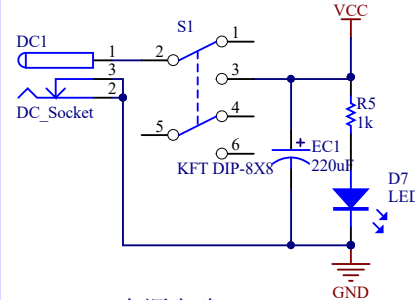 VCC
S1
DC1
1
2
1
3
2
3
DC_Socket
4
5
6
R5
1k
EC1
220uF
KFT DIP-8X8
D7
LED
GND